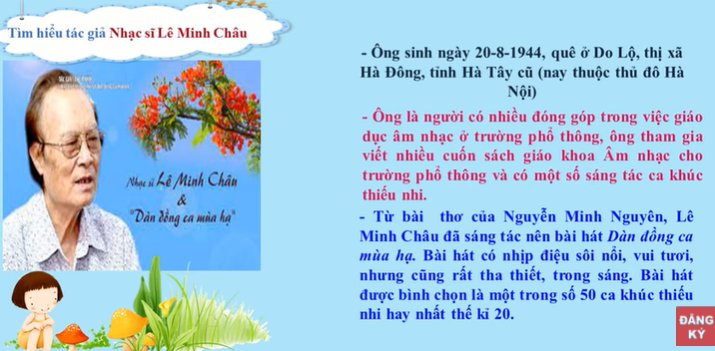 Tìm hiểu tác giả Nhạc sĩ Lê Minh Châu
Nhạc sĩ Lê Minh Châu
&
"Dàn đồng ca mùa hạ"
- Ông sinh ngày 20-8-1944, quê ở Do Lộ, thị xã
Hà Đông, tỉnh Hà Tây cũ (nay thuộc thủ đô Hà
Nội)
- Ông là người có nhiều đóng góp trong việc giáo
dục âm nhạc ở trường phổ thông, ông tham gia
viết nhiều cuốn sách giáo khoa Âm nhạc cho
trường phổ thông và có một số sáng tác ca khúc
thiếu nhi.
- Từ bài thơ của Nguyễn Minh Nguyên, Lê
Minh Châu đã sáng tác nên bài hát Dàn đồng ca
mùa hạ. Bài hát có nhịp điệu sôi nổi, vui tươi,
nhưng cũng rất tha thiết, trong sáng. Bài hát
được bình chọn là một trong số 50 ca khúc thiếu
nhi hay nhất thế kỉ 20.
ĐĂNG
KÝ